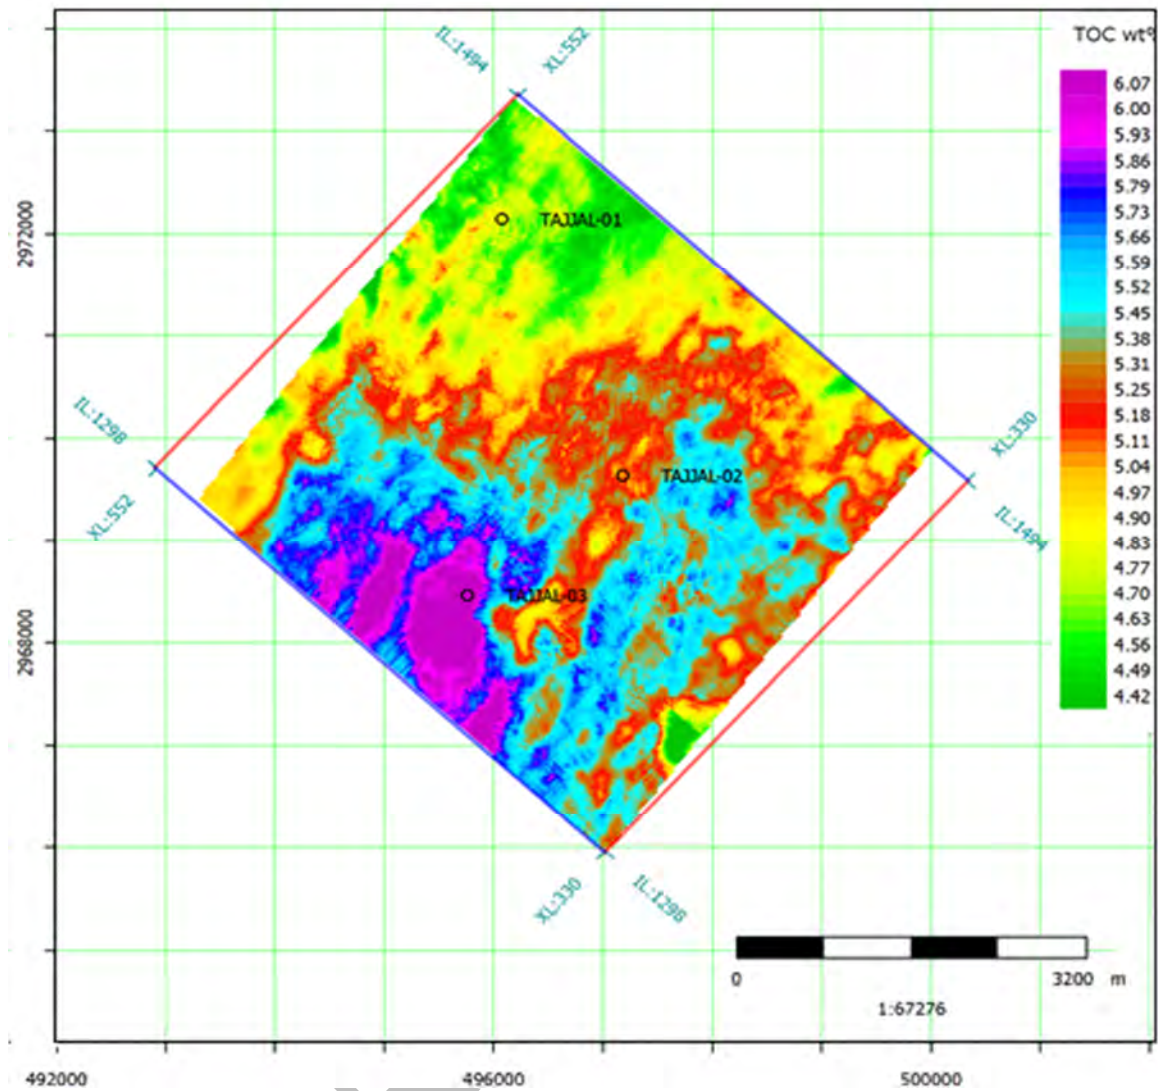 TOC wt%
IL:1494
XL:552
6.07
6.00
5.93
5.86
5.79
5.73
5.66
5.59
5.52
5.45
5.38
5.31
5.25
5.18
5.11
5.04
4.97
4.90
4.83
4.77
4.70
4.63
4.56
4.49
4.42
TAJJAL-01
2972000
IL:1298
XL:552
XL:330
IL:1494
TAJJAL-02
TAJJAL-03
2968000
XL:330
IL:1298
0
3200 m
1:67276
492000
496000
500000